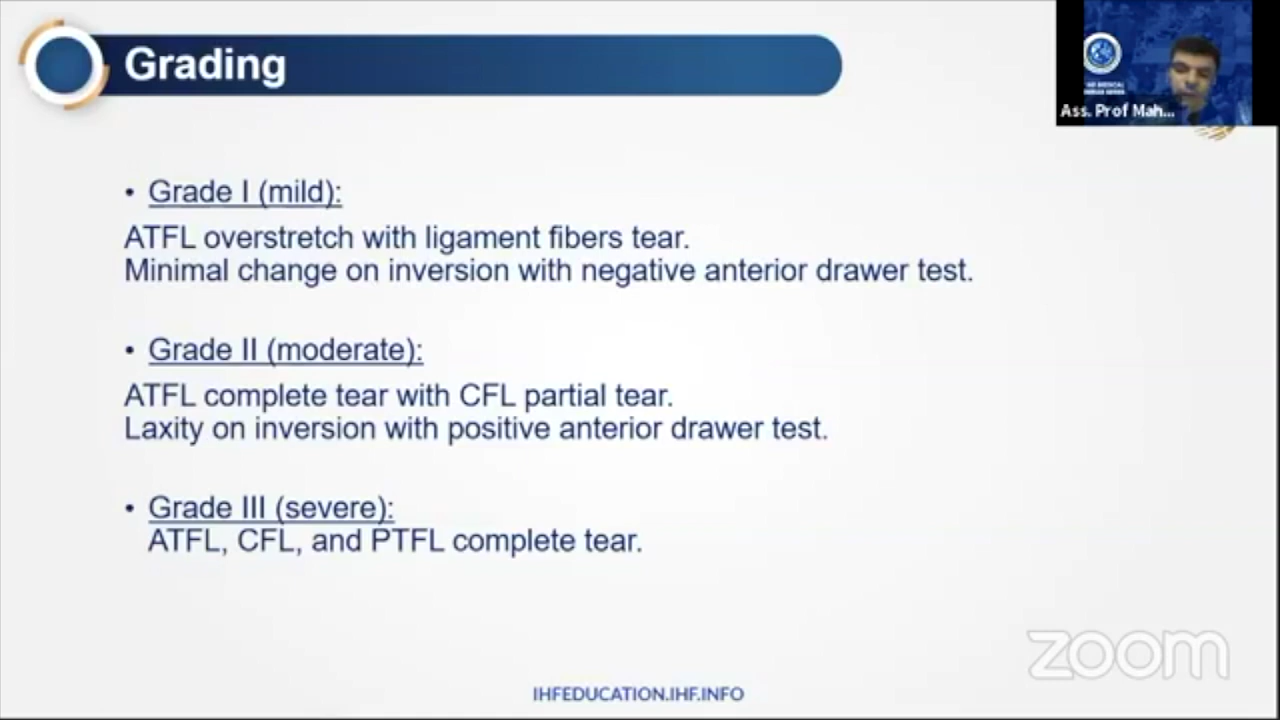 Grading
Ass. Prof Mah...
• Grade I (mild):
ATFL overstretch with ligament fibers tear.
Minimal change on inversion with negative anterior drawer test.
• Grade II (moderate):
ATFL complete tear with CFL partial tear.
Laxity on inversion with positive anterior drawer test.
• Grade III (severe):
ATFL, CFL, and PTFL complete tear.
zoom
IHFEDUCATION.IHF.INFO